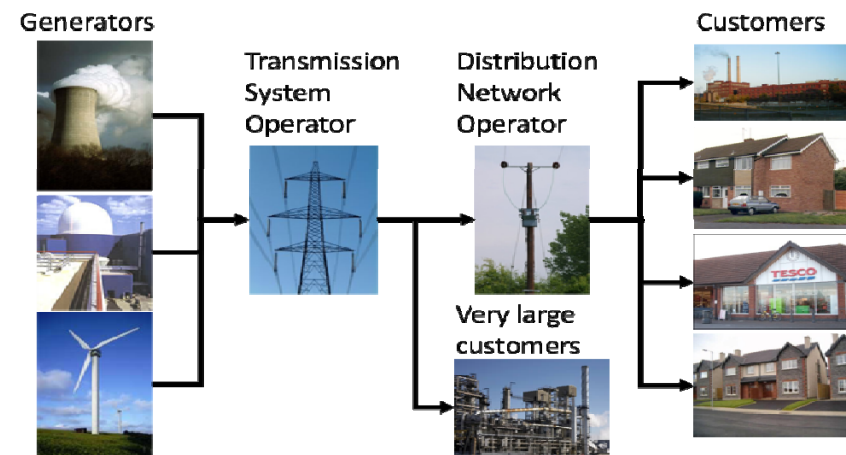 Generators
Transmission
System
Operator
Distribution
Network
Operator
Very large
customers
Customers
TESCO